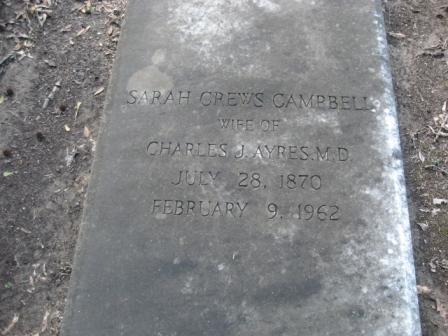 SARAH CREWS CAMPBELL
WIFE OF
CHARLES J. AYRES, M.D.
JULY 28, 1870
FEBRUARY 9, 1962